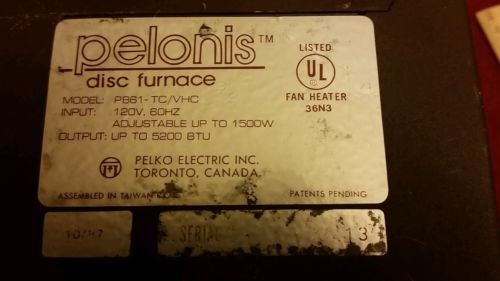 pelonis™
disc furnace
MODEL: P861-TC/VHC
INPUT: 120V, 60HZ
ADJUSTABLE UP TO 1500W
OUTPUT: UP TO 5200 BTU
PELKO ELECTRIC INC.
TORONTO, CANADA.
ASSEMBLED IN TAIWAN R.O.C.
LISTED
UL
®
FAN HEATER
36N3
PATENTS PENDING
SERIAL
13